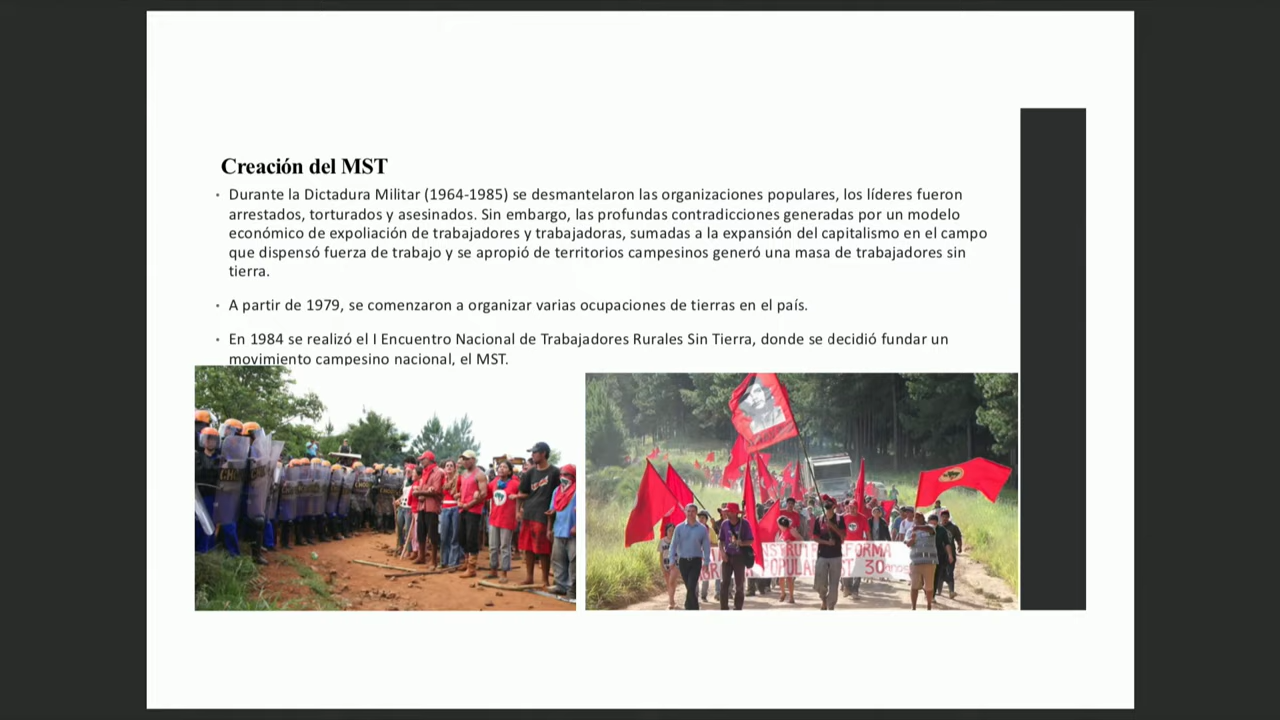 Creación del MST
• Durante la Dictadura Militar (1964-1985) se desmantelaron las organizaciones populares, los líderes fueron
arrestados, torturados y asesinados. Sin embargo, las profundas contradicciones generadas por un modelo
económico de expoliación de trabajadores y trabajadoras, sumadas a la expansión del capitalismo en el campo
que dispensó fuerza de trabajo y se apropió de territorios campesinos generó una masa de trabajadores sin
tierra.
• A partir de 1979, se comenzaron a organizar varias ocupaciones de tierras en el país.
• En 1984 se realizó el I Encuentro Nacional de Trabajadores Rurales Sin Tierra, donde se decidió fundar un
movimiento campesino nacional, el MST.
30 anos